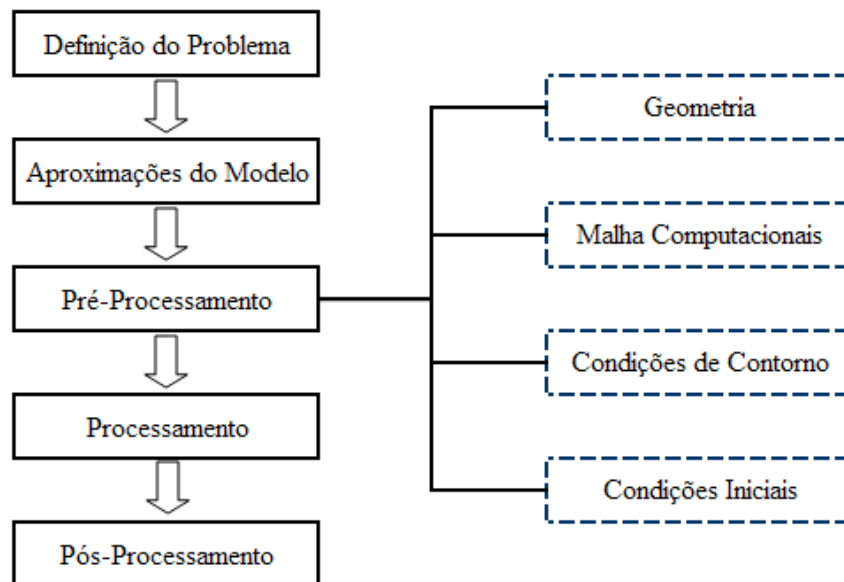 Definição do Problema
Aproximações do Modelo
Pré-Processamento
Processamento
Pós-Processamento
Geometria
Malha Computacionais
Condições de Contorno
Condições Iniciais